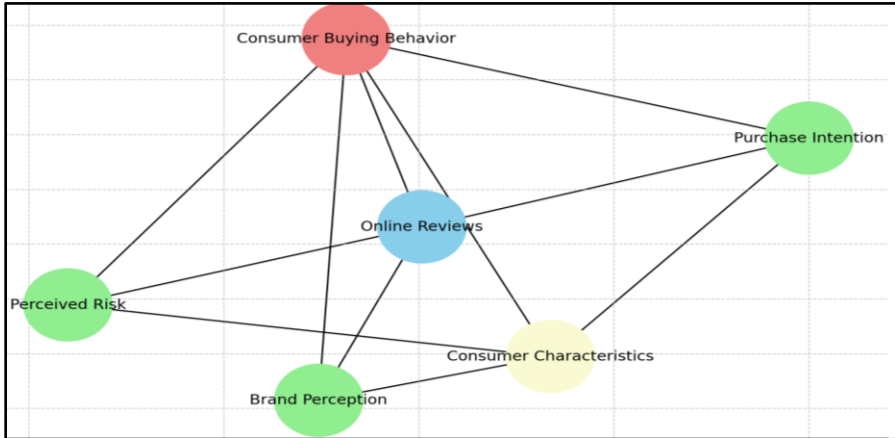 Consumer Buying Behavior
Purchase Intention
Online Reviews
Perceived Risk
Consumer Characteristics
Brand Perception